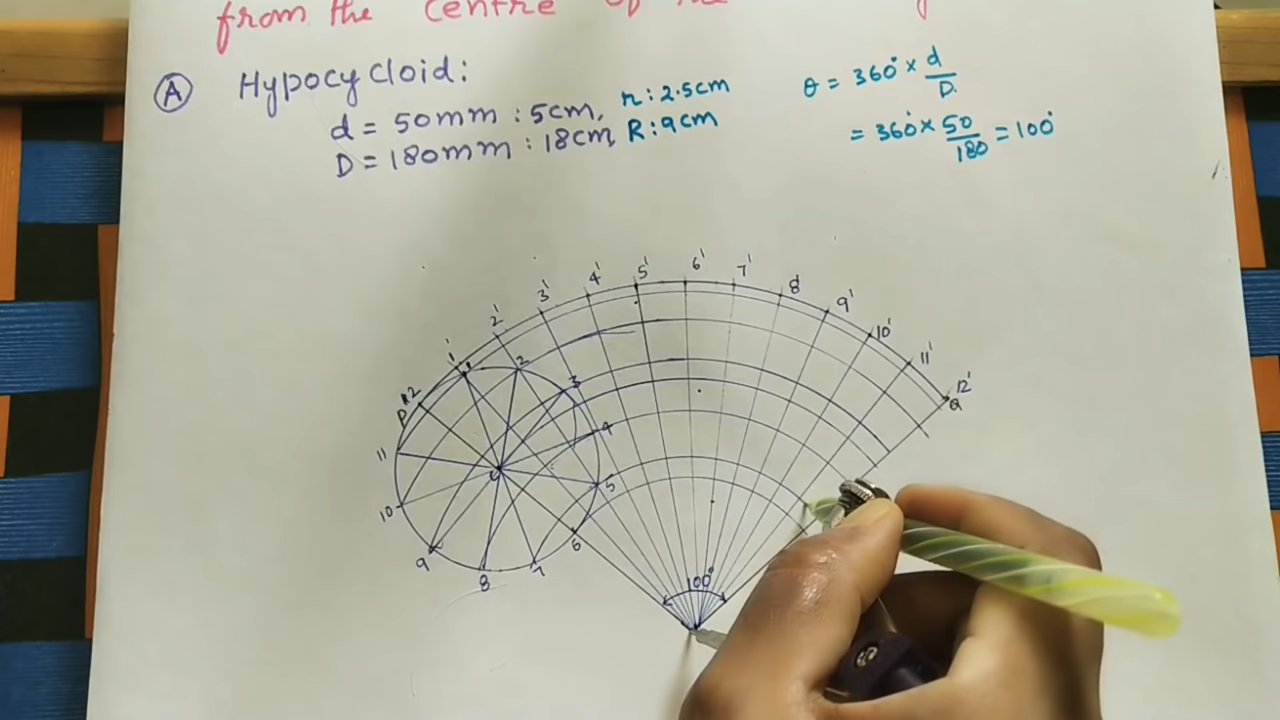 from the centre of the
A Hypocycloid:
d = 50mm : 5cm, r : 2.5cm
D = 180mm : 18cm R : 9cm
θ = 360° × d/D
= 360° × 50/180 = 100°
1' 2' 3' 4' 5' 6' 7' 8' 9' 10' 11' 12'
P 12 1 2 3 4 5 6 7 8 9 10 11
Q
100°